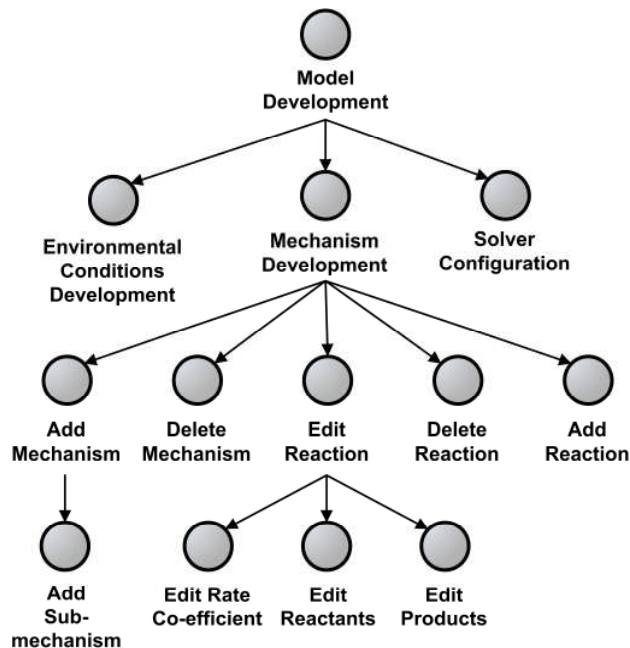 Model
Development
Environmental
Conditions
Development
Mechanism
Development
Solver
Configuration
Add
Mechanism
Delete
Mechanism
Edit
Reaction
Delete
Reaction
Add
Reaction
Add
Sub-
mechanism
Edit Rate
Co-efficient
Edit
Reactants
Edit
Products